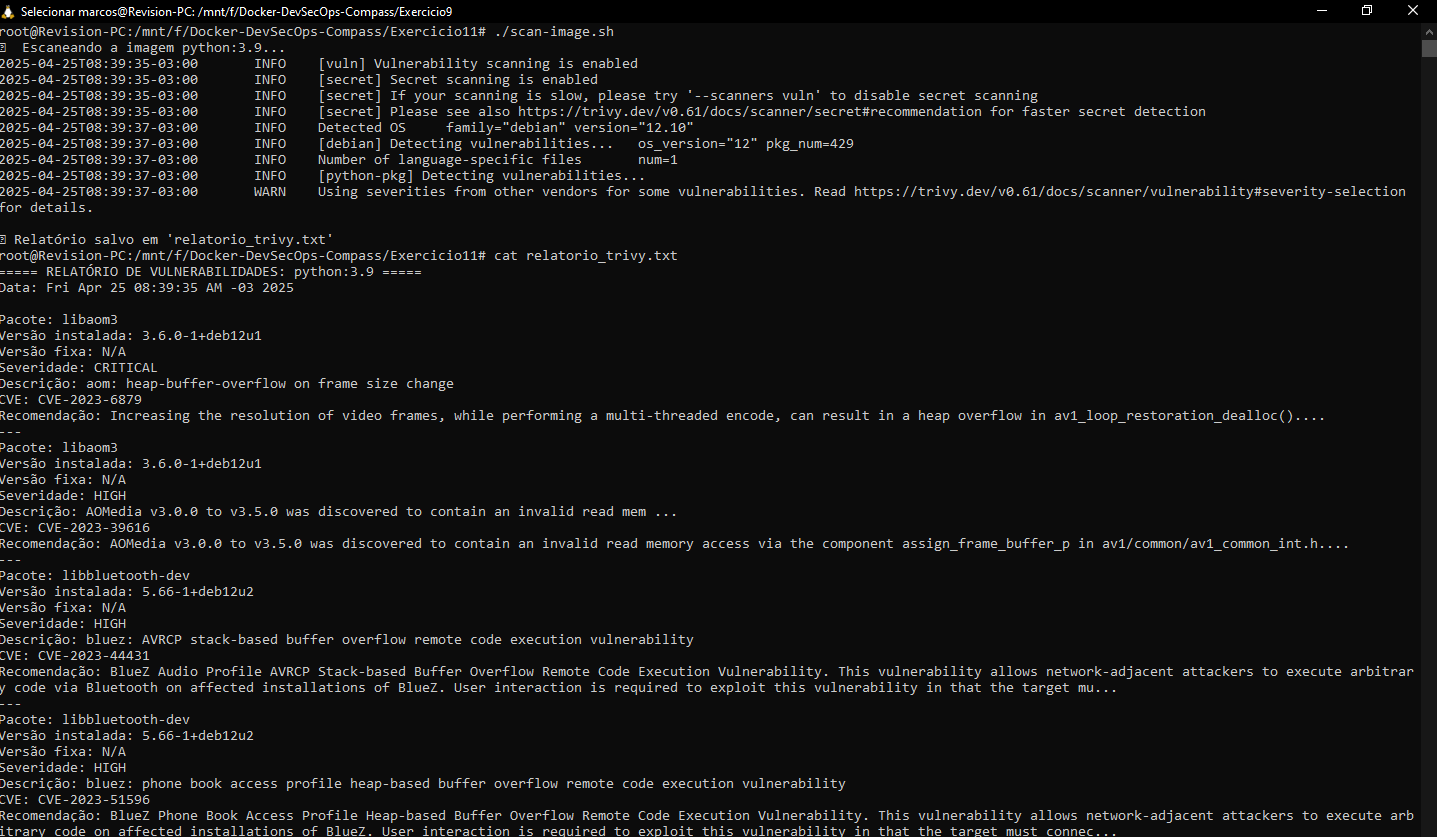 Selecionar marcos@Revision-PC: /mnt/f/Docker-DevSecOps-Compass/Exercicio9
root@Revision-PC:/mnt/f/Docker-DevSecOps-Compass/Exercicio11# ./scan-image.sh
Escaneando a imagem python:3.9...
2025-04-25T08:39:35-03:00 INFO [vuln] Vulnerability scanning is enabled
2025-04-25T08:39:35-03:00 INFO [secret] Secret scanning is enabled
2025-04-25T08:39:35-03:00 INFO [secret] If your scanning is slow, please try '--scanners vuln' to disable secret scanning
2025-04-25T08:39:35-03:00 INFO [secret] Please see also https://trivy.dev/v0.61/docs/scanner/secret#recommendation for faster secret detection
2025-04-25T08:39:37-03:00 INFO Detected OS family="debian" version="12.10"
2025-04-25T08:39:37-03:00 INFO [debian] Detecting vulnerabilities... os_version="12" pkg_num=429
2025-04-25T08:39:37-03:00 INFO Number of language-specific files num=1
2025-04-25T08:39:37-03:00 INFO [python-pkg] Detecting vulnerabilities...
2025-04-25T08:39:37-03:00 WARN Using severities from other vendors for some vulnerabilities. Read https://trivy.dev/v0.61/docs/scanner/vulnerability#severity-selection
for details.
Relatório salvo em 'relatorio_trivy.txt'
root@Revision-PC:/mnt/f/Docker-DevSecOps-Compass/Exercicio11# cat relatorio_trivy.txt
===== RELATÓRIO DE VULNERABILIDADES: python:3.9 =====
Data: Fri Apr 25 08:39:35 AM -03 2025
Pacote: libaom3
Versão instalada: 3.6.0-1+deb12u1
Versão fixa: N/A
Severidade: CRITICAL
Descrição: aom: heap-buffer-overflow on frame size change
CVE: CVE-2023-6879
Recomendação: Increasing the resolution of video frames, while performing a multi-threaded encode, can result in a heap overflow in av1_loop_restoration_dealloc()....
---
Pacote: libaom3
Versão instalada: 3.6.0-1+deb12u1
Versão fixa: N/A
Severidade: HIGH
Descrição: AOMedia v3.0.0 to v3.5.0 was discovered to contain an invalid read mem ...
CVE: CVE-2023-39616
Recomendação: AOMedia v3.0.0 to v3.5.0 was discovered to contain an invalid read memory access via the component assign_frame_buffer_p in av1/common/av1_common_int.h....
---
Pacote: libbluetooth-dev
Versão instalada: 5.66-1+deb12u2
Versão fixa: N/A
Severidade: HIGH
Descrição: bluez: AVRCP stack-based buffer overflow remote code execution vulnerability
CVE: CVE-2023-44431
Recomendação: BlueZ Audio Profile AVRCP Stack-based Buffer Overflow Remote Code Execution Vulnerability. This vulnerability allows network-adjacent attackers to execute arbitrar
y code via Bluetooth on affected installations of BlueZ. User interaction is required to exploit this vulnerability in that the target mu...
---
Pacote: libbluetooth-dev
Versão instalada: 5.66-1+deb12u2
Versão fixa: N/A
Severidade: HIGH
Descrição: bluez: phone book access profile heap-based buffer overflow remote code execution vulnerability
CVE: CVE-2023-51596
Recomendação: BlueZ Phone Book Access Profile Heap-based Buffer Overflow Remote Code Execution Vulnerability. This vulnerability allows network-adjacent attackers to execute arb
itrary code on affected installations of BlueZ. User interaction is required to exploit this vulnerability in that the target must connec...